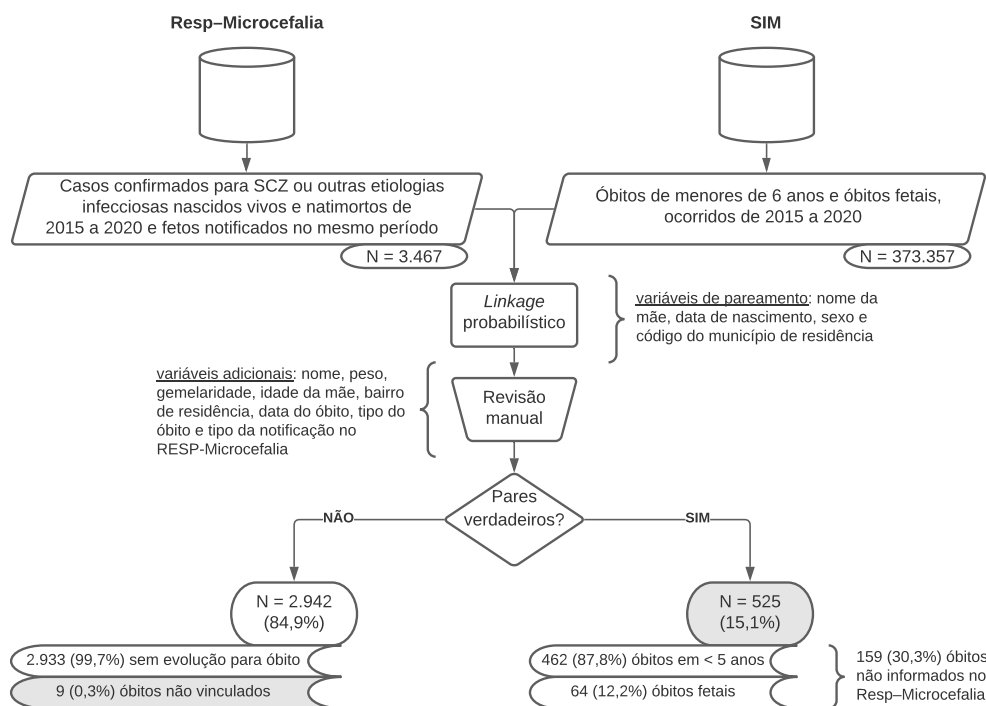 Resp–Microcefalia
SIM
Casos confirmados para SCZ ou outras etiologias
infecciosas nascidos vivos e natimortos de
2015 a 2020 e fetos notificados no mesmo período
N = 3.467
Óbitos de menores de 6 anos e óbitos fetais,
ocorridos de 2015 a 2020
N = 373.357
Linkage
probabilístico
variáveis de pareamento: nome da
mãe, data de nascimento, sexo e
código do município de residência
variáveis adicionais: nome, peso,
gemelaridade, idade da mãe, bairro
de residência, data do óbito, tipo do
óbito e tipo da notificação no
RESP-Microcefalia
Revisão
manual
Pares
verdadeiros?
NÃO
SIM
N = 2.942
(84,9%)
2.933 (99,7%) sem evolução para óbito
9 (0,3%) óbitos não vinculados
N = 525
(15,1%)
462 (87,8%) óbitos em < 5 anos
64 (12,2%) óbitos fetais
159 (30,3%) óbitos
não informados no
Resp–Microcefalia